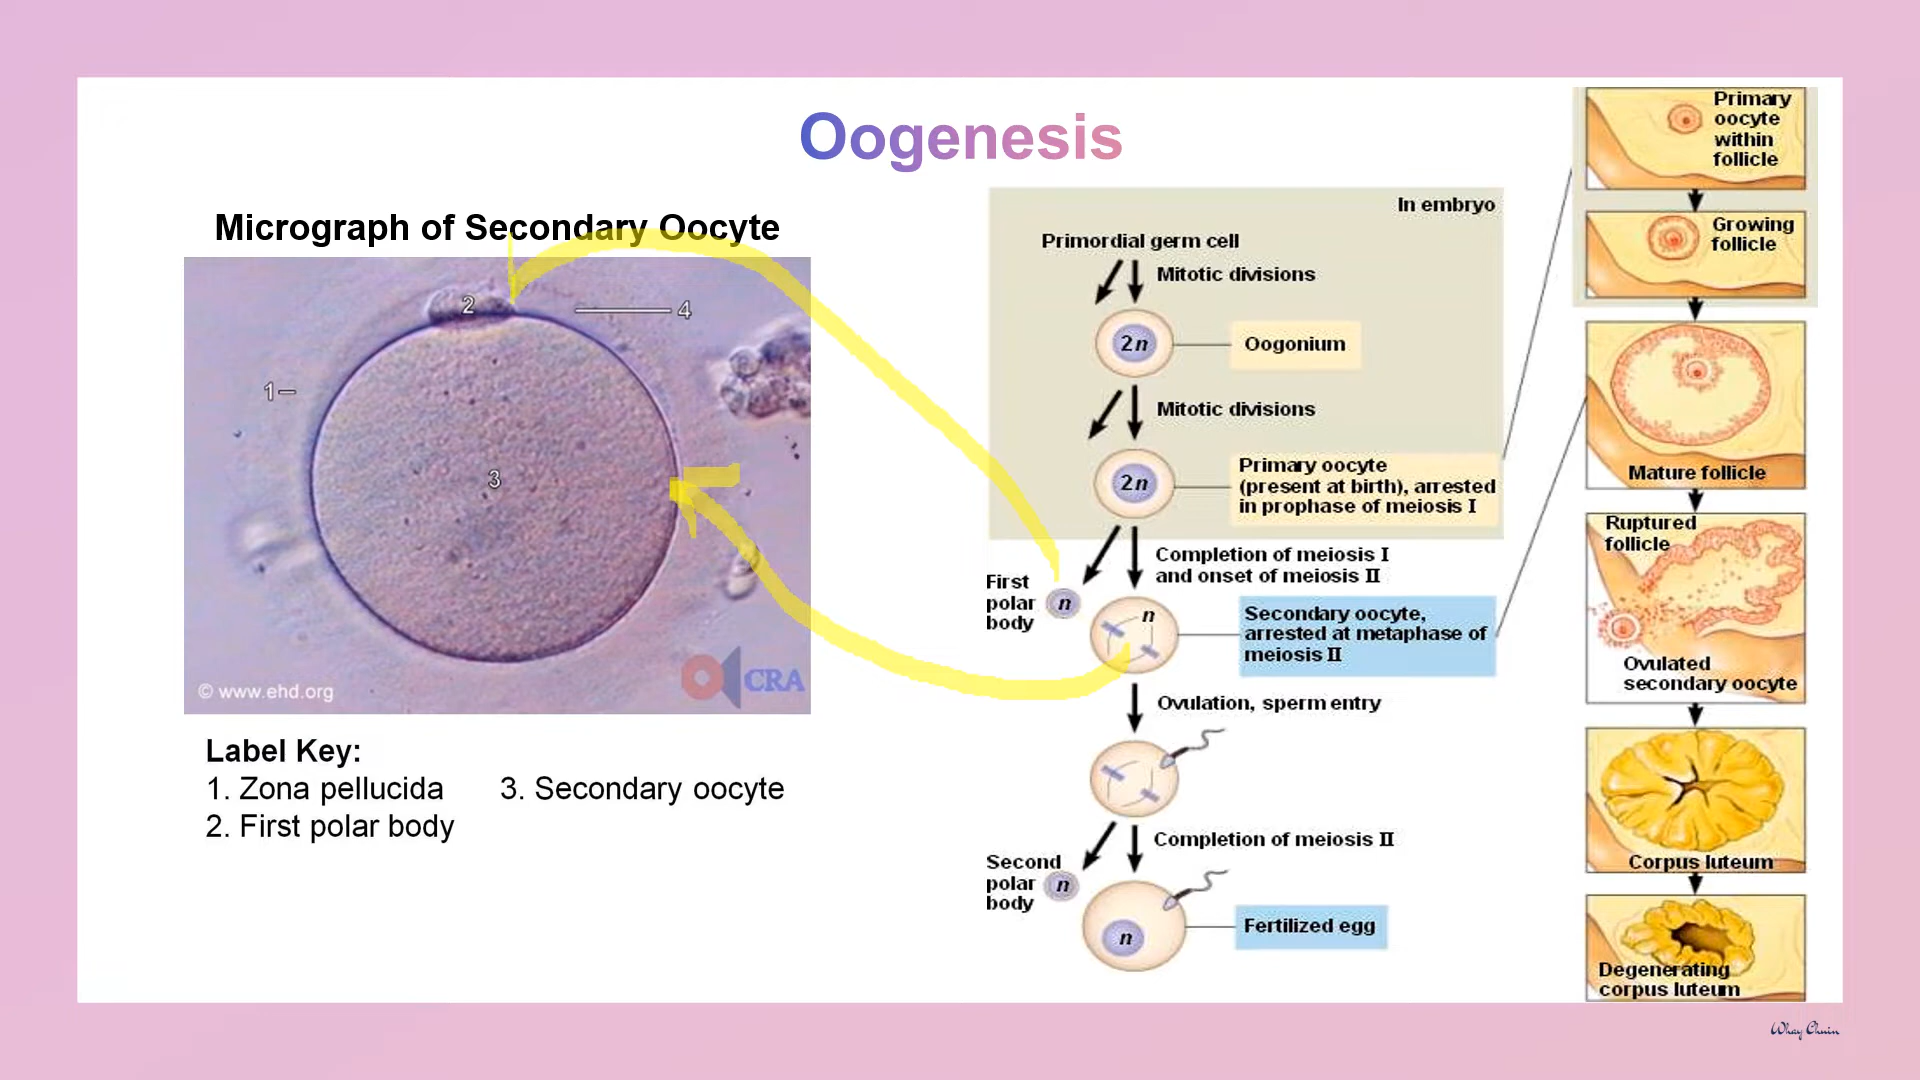 Oogenesis
Micrograph of Secondary Oocyte
2
4
1
3
© www.ehd.org
CRA
Label Key:
1. Zona pellucida
3. Secondary oocyte
2. First polar body
In embryo
Primordial germ cell
Mitotic divisions
2n
Oogonium
Mitotic divisions
2n
Primary oocyte
(present at birth), arrested
in prophase of meiosis I
Completion of meiosis I
and onset of meiosis II
First
polar
body
n
n
Secondary oocyte,
arrested at metaphase of
meiosis II
Ovulation, sperm entry
Completion of meiosis II
Second
polar
body
n
n
Fertilized egg
Primary
oocyte
within
follicle
Growing
follicle
Mature follicle
Ruptured
follicle
Ovulated
secondary oocyte
Corpus luteum
Degenerating
corpus luteum
Whay Chuin